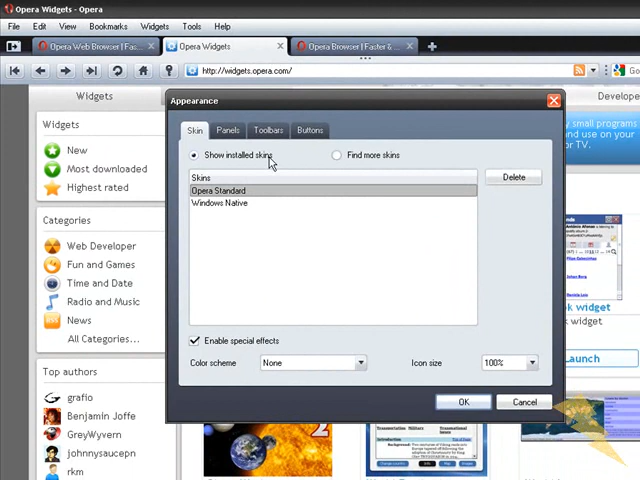 Opera Widgets - Opera
File Edit View Bookmarks Widgets Tools Help
Opera Web Browser | Fas... Opera Widgets Opera Browser | Faster & ...
http://widgets.opera.com/
Widgets
Develope
Appearance
Skin Panels Toolbars Buttons
Show installed skins Find more skins
Skins
Opera Standard
Windows Native
Delete
Enable special effects
Color scheme None Icon size 100%
OK Cancel
Widgets
New
Most downloaded
Highest rated
Categories
Web Developer
Fun and Games
Time and Date
Radio and Music
News
All Categories...
Top authors
grafio
Benjamin Joffe
GreyWyvern
johnnysaucepn
rkm
small programs
and use on your
or TV.
k widget
k widget
Launch
2